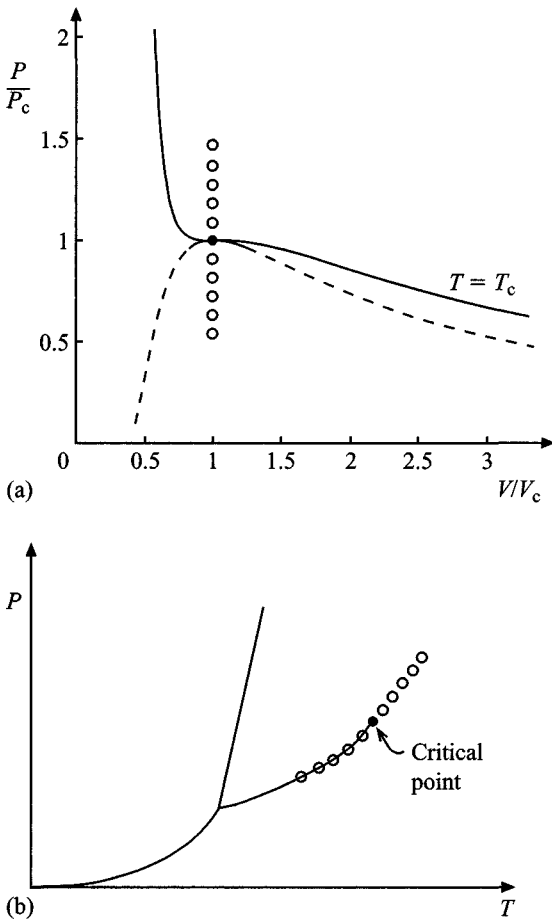 2
P
P_c
1.5
1
T = T_c
0.5
0 0.5 1 1.5 2 2.5 3
(a) V/V_c
P
Critical
point
(b) T